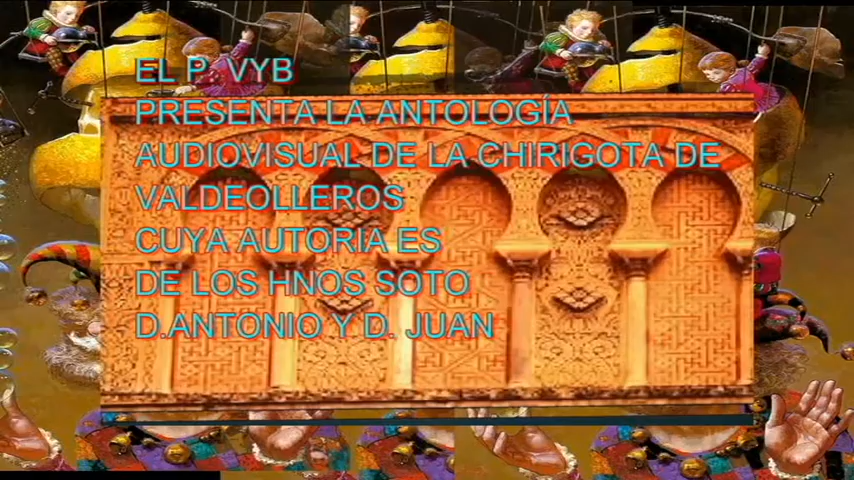 EL P. VYB
PRESENTA LA ANTOLOGÍA
AUDIOVISUAL DE LA CHIRIGOTA DE
VALDEOLLEROS
CUYA AUTORIA ES
DE LOS HNOS SOTO
D.ANTONIO Y D. JUAN